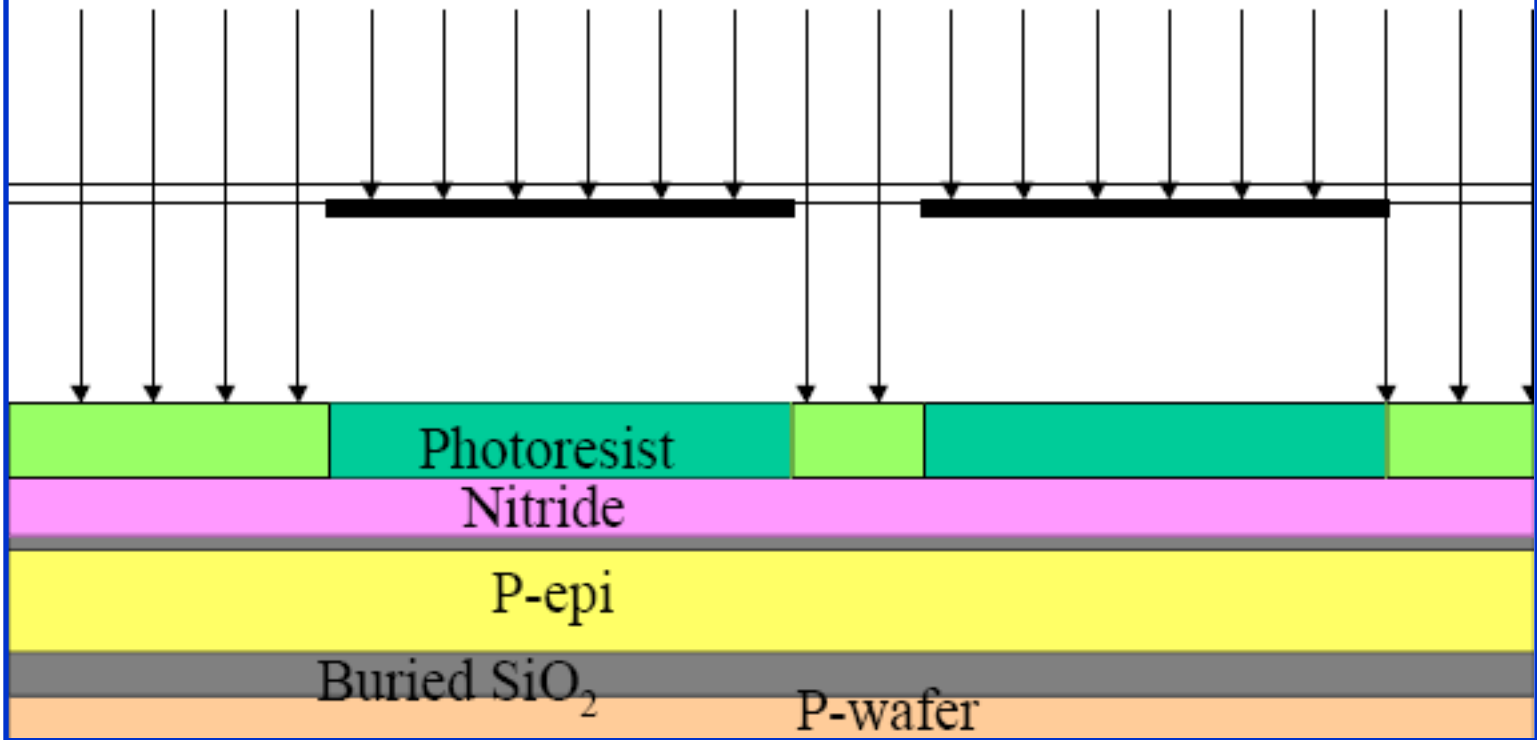 Photoresist
Nitride
P-epi
Buried SiO₂
P-wafer